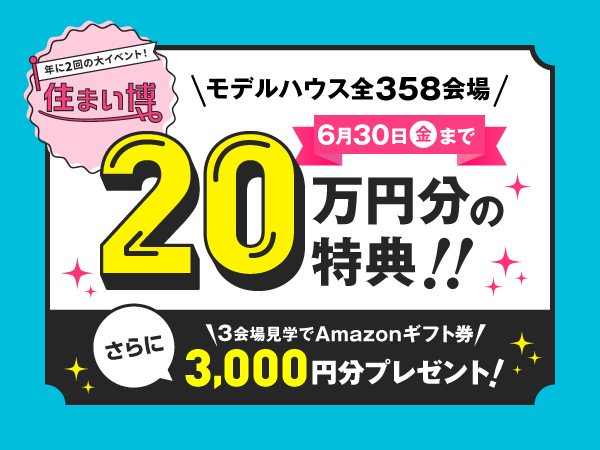 年に2回の大イベント!
住まい博
モデルハウス全358会場
6月30日金まで
20万円分の
特典!!
さらに
3会場見学でAmazonギフト券
3,000円分プレゼント!